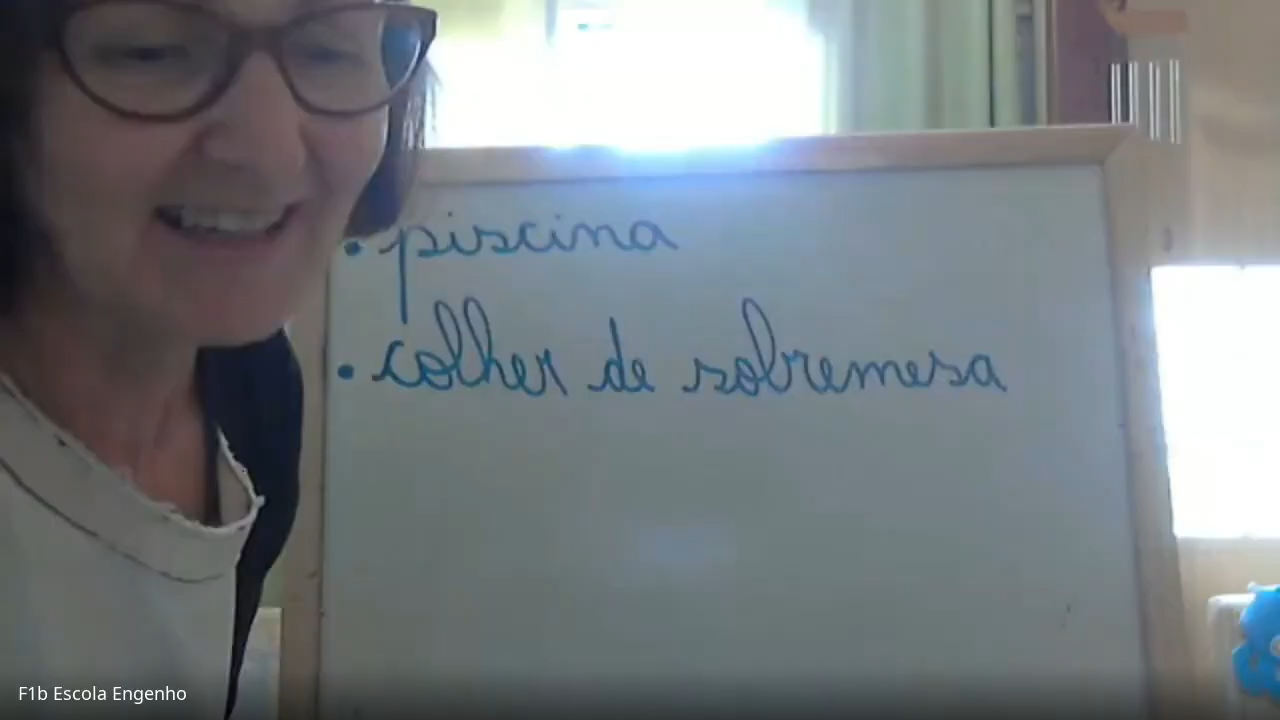 • piscina
• colher de sobremesa
F1b Escola Engenho